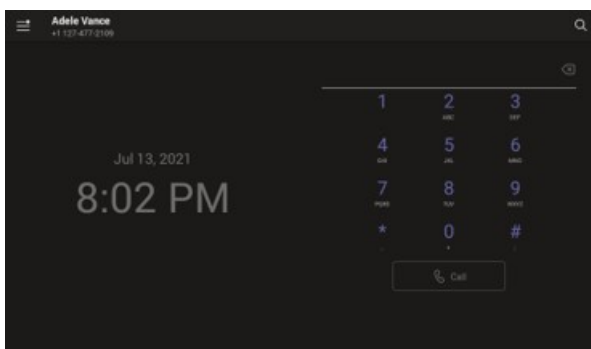 Adele Vance
+1 127-477-2109
Jul 13, 2021
8:02 PM
1 2 3
ABC DEF
4 5 6
GHI JKL MNO
7 8 9
PQRS TUV WXYZ
* 0 #
+
Call